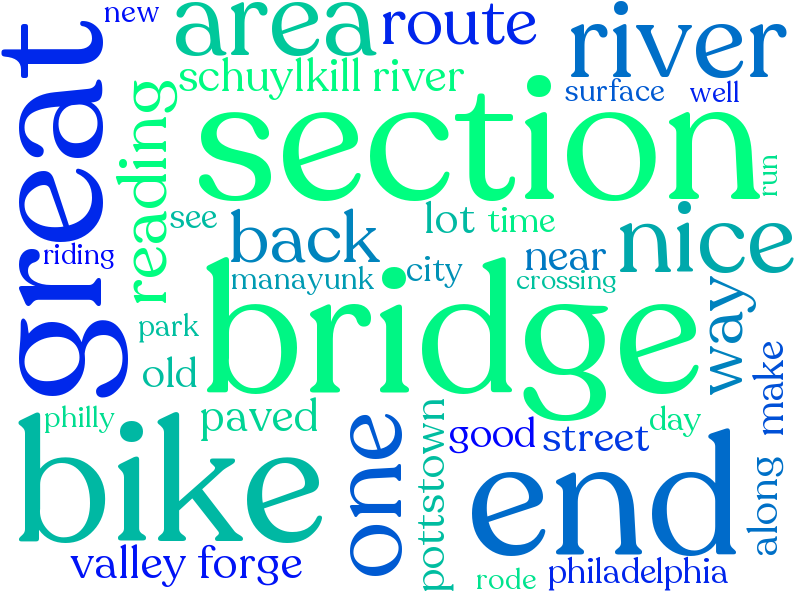 new
area
route
river
great
schuylkill river
surface
well
section
reading
run
see
back
lot
time
nice
riding
near
manayunk
city
crossing
bridge
way
park
old
make
philly
paved
bike
one
pottstown
good
street
day
end
along
valley forge
rode
philadelphia